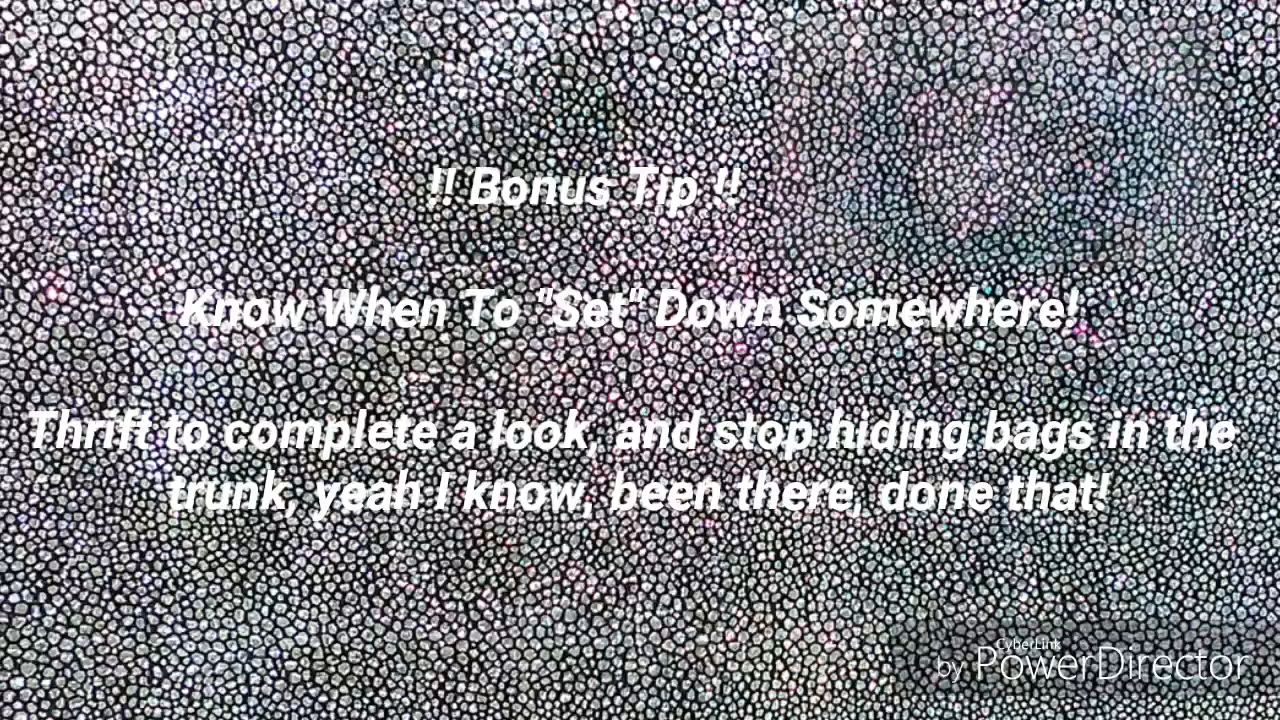 !! Bonus Tip !!
Know When To "Set" Down Somewhere!
Thrift to complete a look, and stop hiding bags in the
trunk, yeah I know, been there, done that!
CyberLink
by PowerDirector